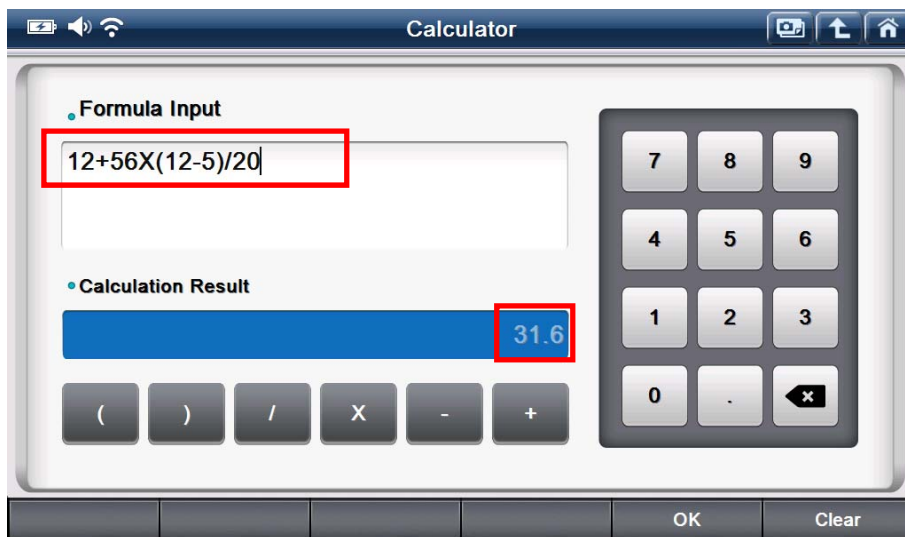 Calculator
Formula Input
12+56X(12-5)/20
Calculation Result
31.6
( ) / X - +
7 8 9
4 5 6
1 2 3
0 .
OK Clear